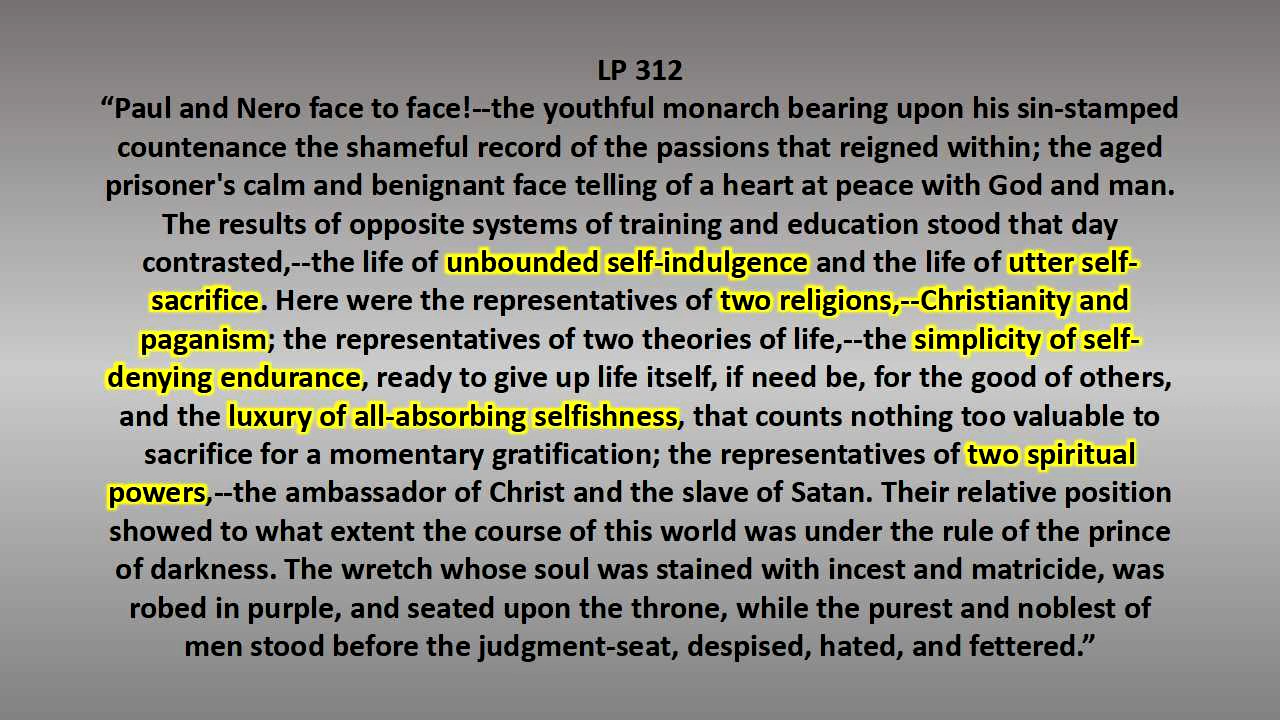 LP 312
“Paul and Nero face to face!--the youthful monarch bearing upon his sin-stamped
countenance the shameful record of the passions that reigned within; the aged
prisoner's calm and benignant face telling of a heart at peace with God and man.
The results of opposite systems of training and education stood that day
contrasted,--the life of unbounded self-indulgence and the life of utter self-
sacrifice. Here were the representatives of two religions,--Christianity and
paganism; the representatives of two theories of life,--the simplicity of self-
denying endurance, ready to give up life itself, if need be, for the good of others,
and the luxury of all-absorbing selfishness, that counts nothing too valuable to
sacrifice for a momentary gratification; the representatives of two spiritual
powers,--the ambassador of Christ and the slave of Satan. Their relative position
showed to what extent the course of this world was under the rule of the prince
of darkness. The wretch whose soul was stained with incest and matricide, was
robed in purple, and seated upon the throne, while the purest and noblest of
men stood before the judgment-seat, despised, hated, and fettered.”